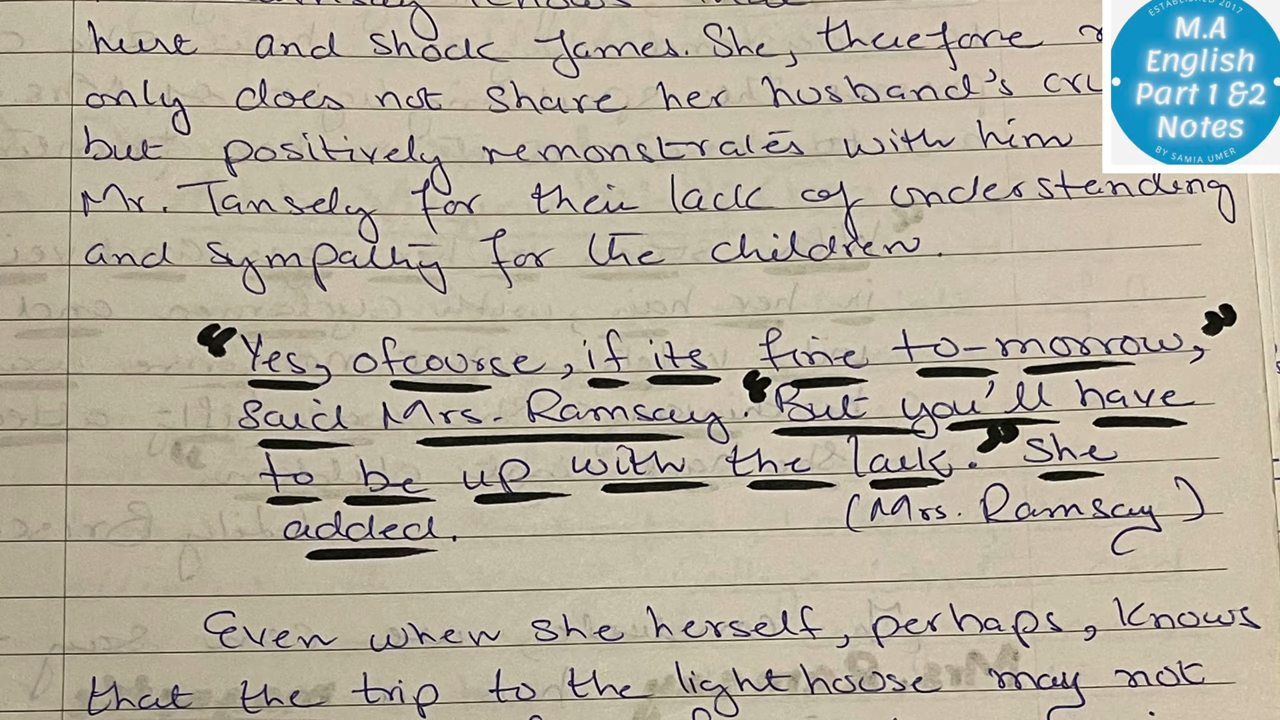 hurt and shock James. She, therefore
only does not share her husband's
but positively remonstrates with him
Mr. Tansely for their lack of understanding
and sympathy for the children.
"Yes, ofcourse, if its fine to-morrow,"
said Mrs. Ramsay. "But you'll have
to be up with the lark." She
added. (Mrs. Ramsay)
Even when she herself, perhaps, knows
that the trip to the lighthouse may not
ESTABLISHED 2017
M.A
English
Part 1 &2
Notes
BY SAMIA UMER